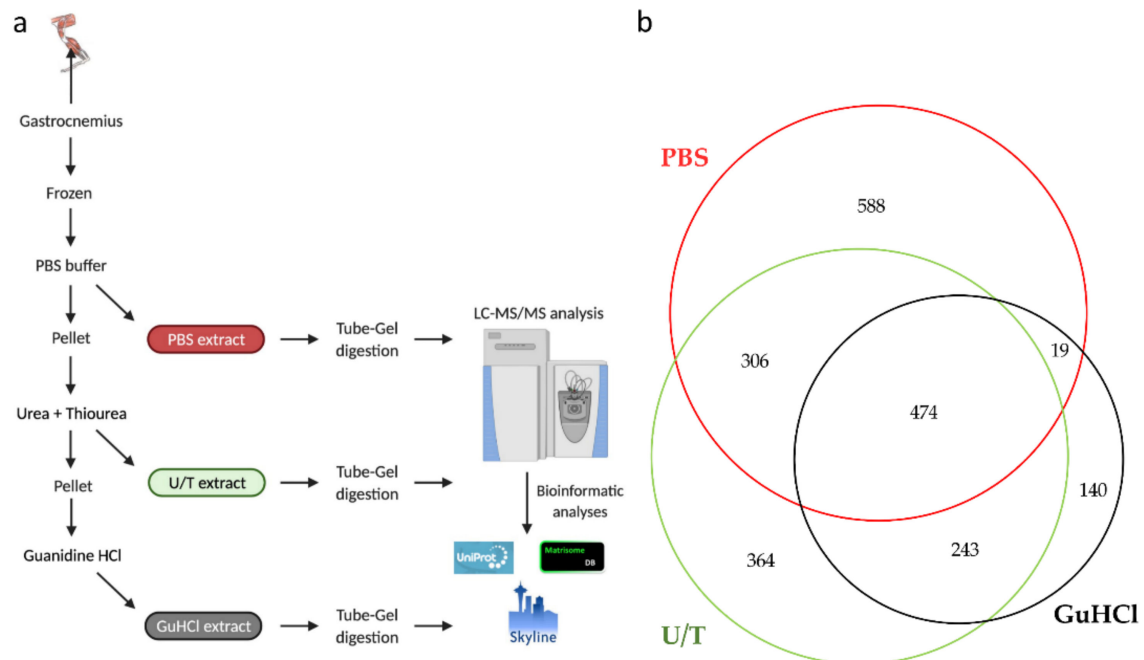 a
Gastrocnemius
Frozen
PBS buffer
Pellet
PBS extract
Tube-Gel
digestion
LC-MS/MS analysis
Urea + Thiourea
Pellet
U/T extract
Tube-Gel
digestion
Bioinformatic
analyses
Guanidine HCl
GuHCl extract
Tube-Gel
digestion
UniProt
Matrisome
DB
Skyline
b
PBS
588
306
19
474
140
364
243
GuHCl
U/T